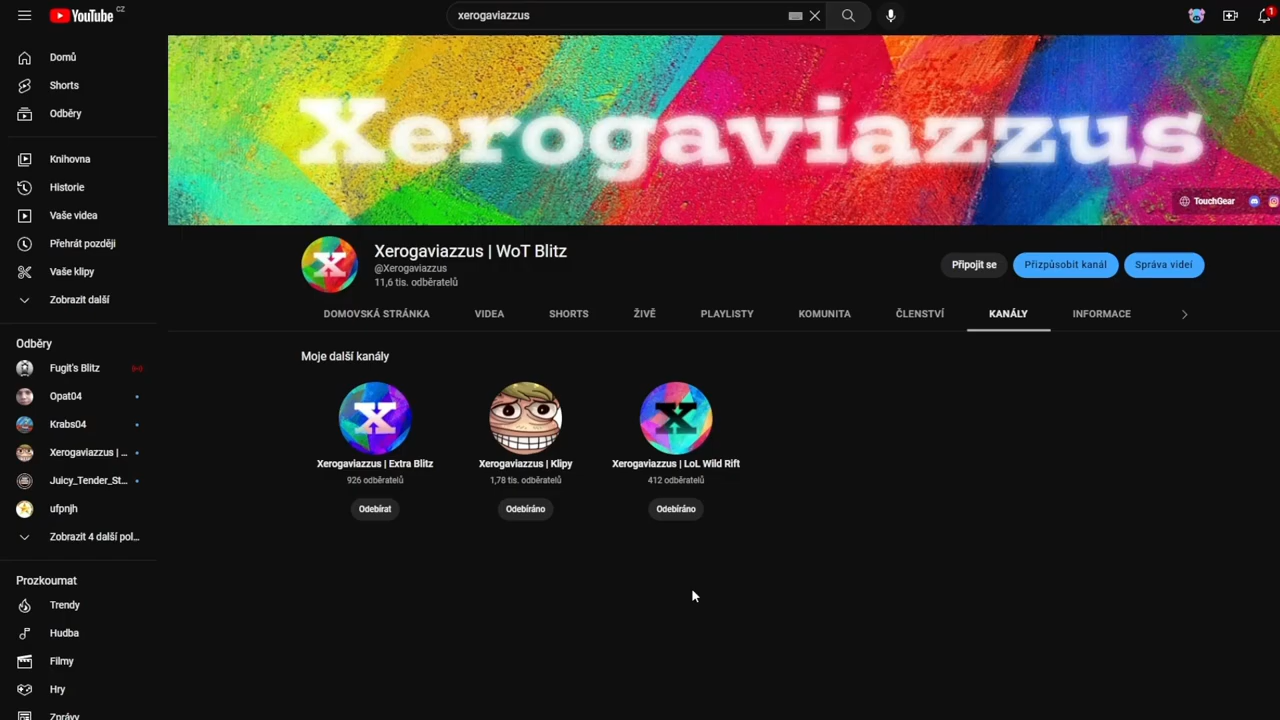 YouTube CZ
xerogaviazzus
1
Domů
Shorts
Odběry
Knihovna
Historie
Vaše videa
Přehrát později
Vaše klipy
Zobrazit další
Odběry
Fugit's Blitz
Opat04
Krabs04
Xerogaviazzus | ...
Juicy_Tender_St...
ufpnjh
Zobrazit 4 další pol...
Prozkoumat
Trendy
Hudba
Filmy
Hry
Zprávy
Xerogaviazzus
TouchGear
X
Xerogaviazzus | WoT Blitz
@Xerogaviazzus
11,6 tis. odběratelů
Připojit se
Přizpůsobit kanál
Správa videí
DOMOVSKÁ STRÁNKA VIDEA SHORTS ŽIVĚ PLAYLISTY KOMUNITA ČLENSTVÍ KANÁLY INFORMACE
Moje další kanály
X X
Xerogaviazzus | Extra Blitz Xerogaviazzus | Klipy Xerogaviazzus | LoL Wild Rift
926 odběratelů 1,78 tis. odběratelů 412 odběratelů
Odebírat Odebíráno Odebíráno